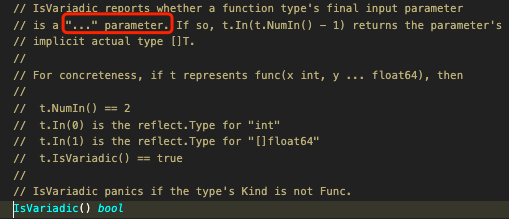 // IsVariadic reports whether a function type's final input parameter
// is a "..." parameter. If so, t.In(t.NumIn() - 1) returns the parameter's
// implicit actual type []T.
//
// For concreteness, if t represents func(x int, y ... float64), then
//
//  t.NumIn() == 2
//  t.In(0) is the reflect.Type for "int"
//  t.In(1) is the reflect.Type for "[]float64"
//  t.IsVariadic() == true
//
// IsVariadic panics if the type's Kind is not Func.
IsVariadic() bool